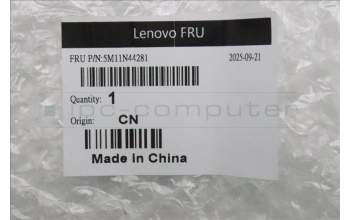 Lenovo FRU
FRU P/N:5M11N44281 2025-09-21
Quantity: 1
Origin: CN
Made in China